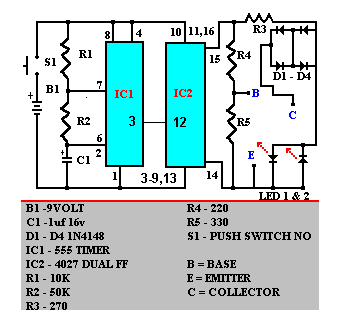 8 4 10 11,16 R3
S1 R1 15 R4 D1 - D4
B1 7 IC1 IC2 B
+ R2 3 12 R5 C
6 E
+ C1 2
1 3-9,13 14 LED 1 & 2
B1 -9VOLT R4 - 220
C1 -1uf 16v R5 - 330
D1 - D4 1N4148 S1 - PUSH SWITCH NO
IC1 - 555 TIMER
IC2 - 4027 DUAL FF B = BASE
R1 - 10K E = EMITTER
R2 - 50K C = COLLECTOR
R3 - 270